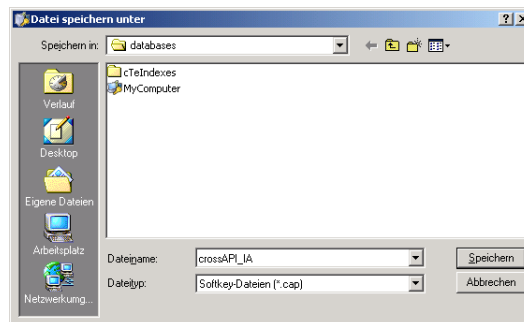 Datei speichern unter
Speichern in: databases
cTeIndexes
MyComputer
Verlauf
Desktop
Eigene Dateien
Arbeitsplatz
Netzwerkumg...
Dateiname: crossAPI_IA Speichern
Dateityp: Softkey-Dateien (*.cap) Abbrechen